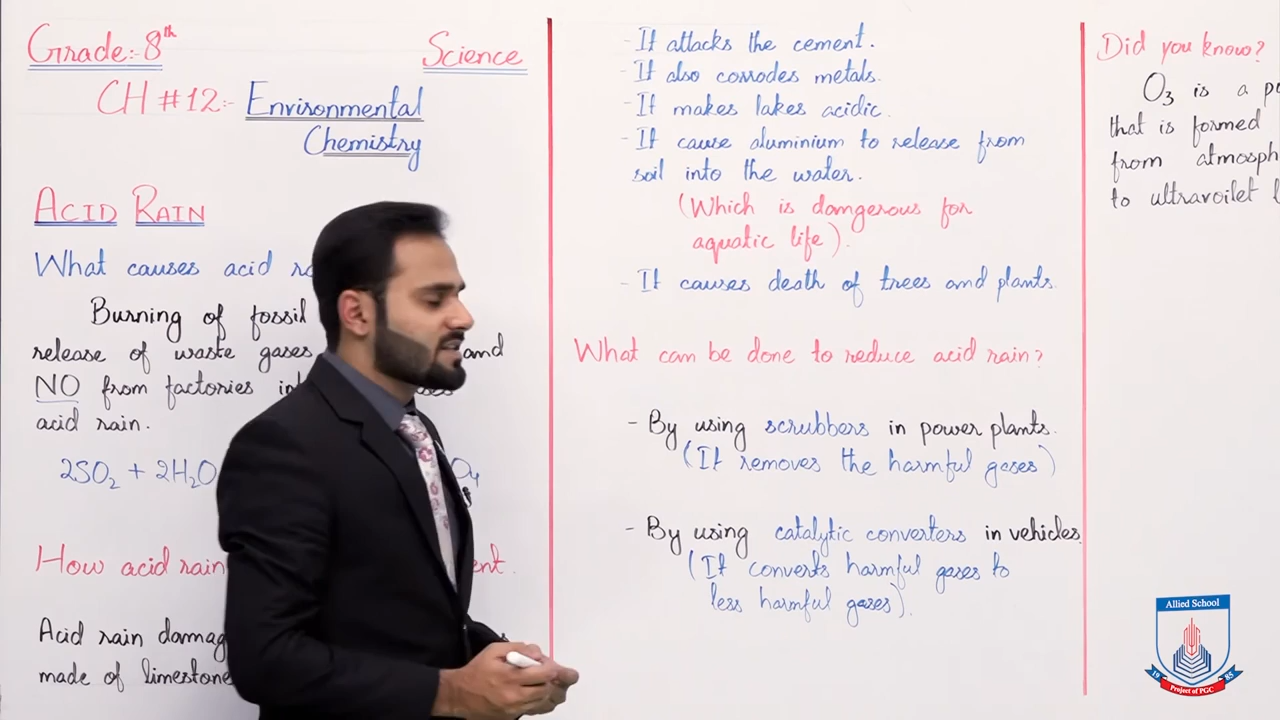 Grade:- 8th Science
CH #12:- Environmental
Chemistry
ACID RAIN
What causes acid
Burning of fossil
release of waste gases and
NO from factories
acid rain.
2SO2 + 2H2O
How acid rain
Acid rain
made of limestone
- It attacks the cement.
- It also corrodes metals.
- It makes lakes acidic.
- It cause aluminium to release from
soil into the water.
(Which is dangerous for
aquatic life).
- It causes death of trees and plants.
What can be done to reduce acid rain?
- By using scrubbers in power plants.
(It removes the harmful gases)
- By using catalytic converters in vehicles.
(It converts harmful gases to
less harmful gases).
Did you know?
O3 is a
that is formed
from
to ultravoilet
Allied School
19 85
Project of PGC